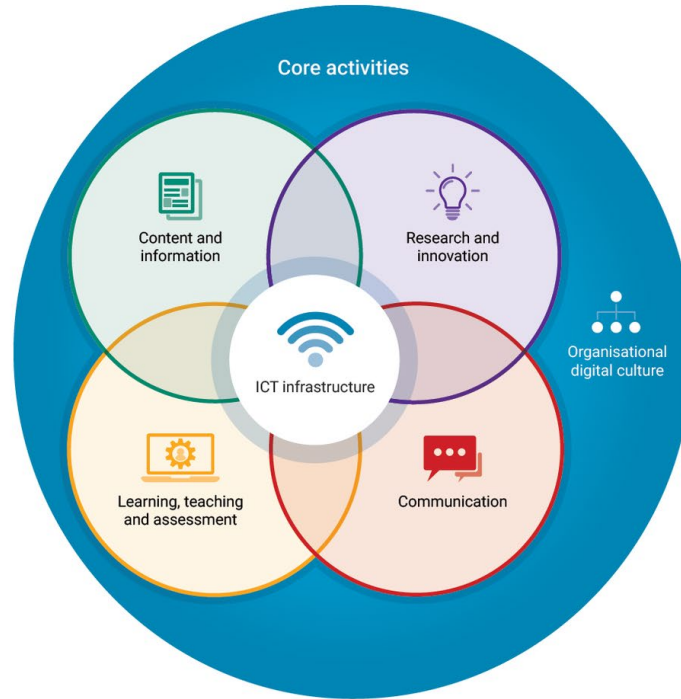 Core activities
Content and
information
Research and
innovation
Organisational
digital culture
ICT infrastructure
Learning, teaching
and assessment
Communication